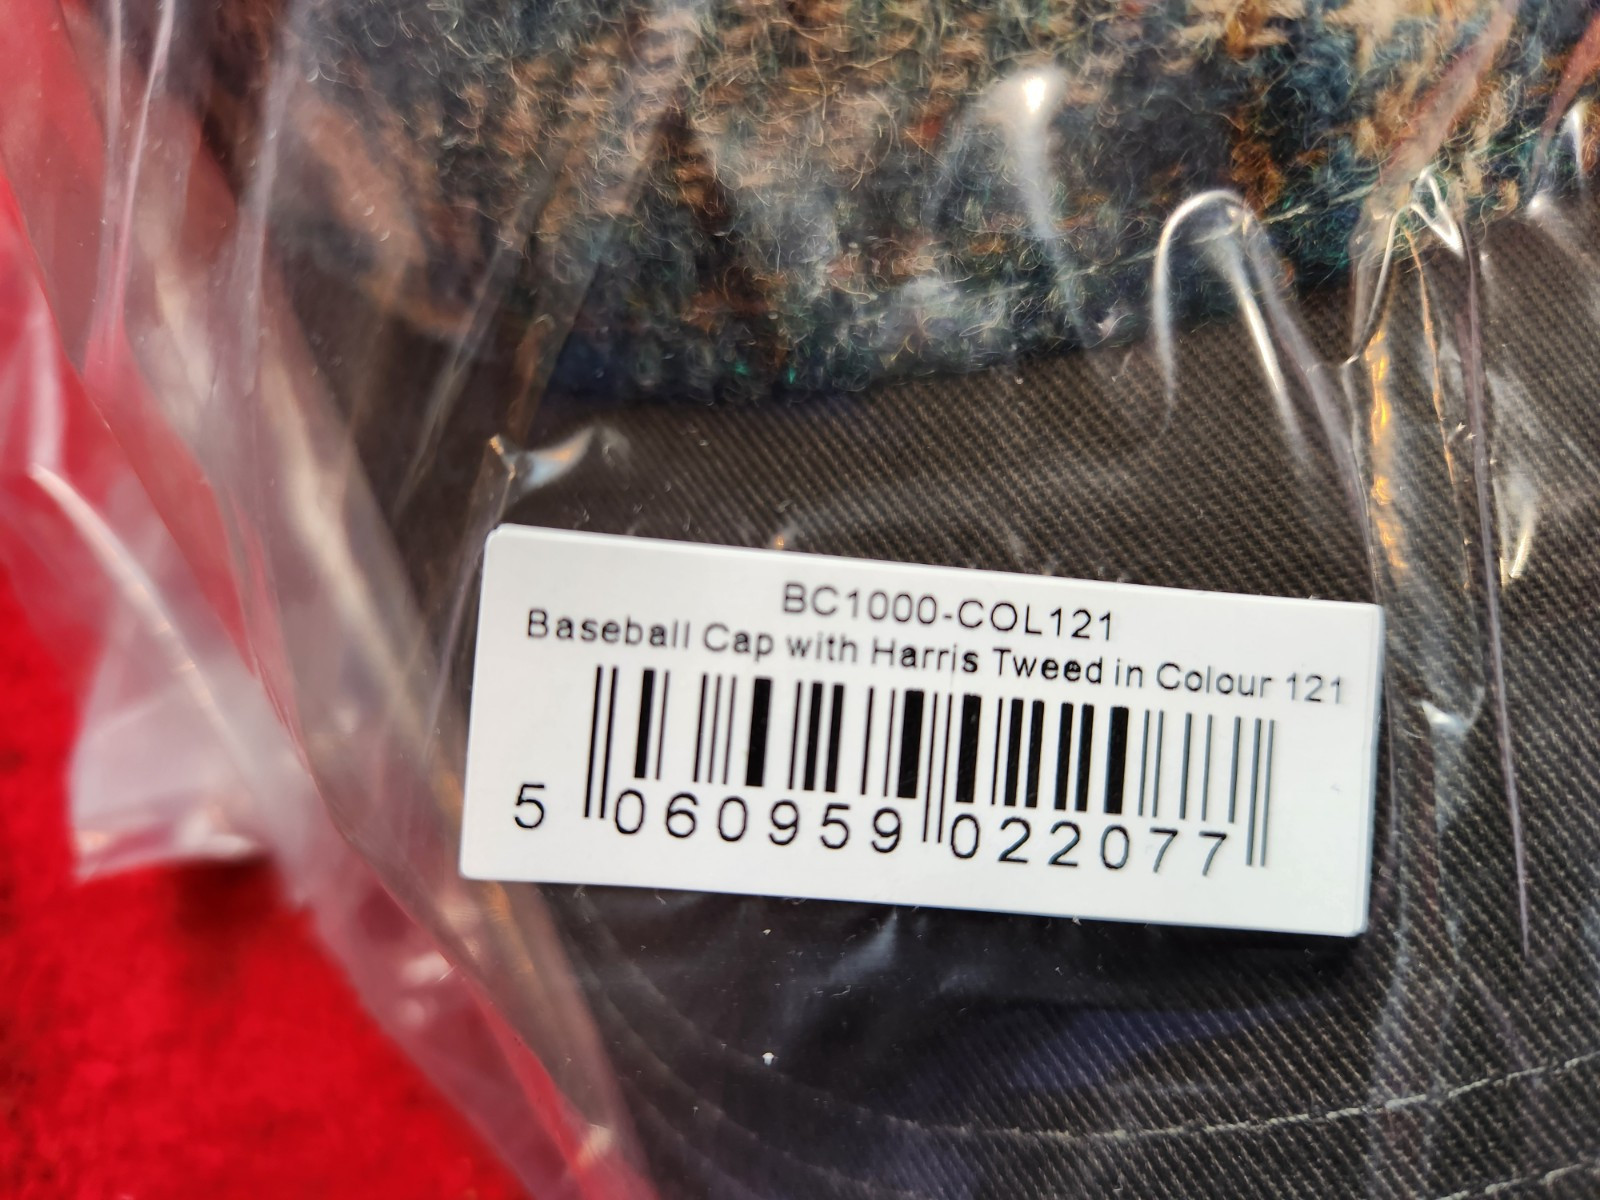 BC1000-COL121
Baseball Cap with Harris Tweed in Colour 121
5 060959 022077